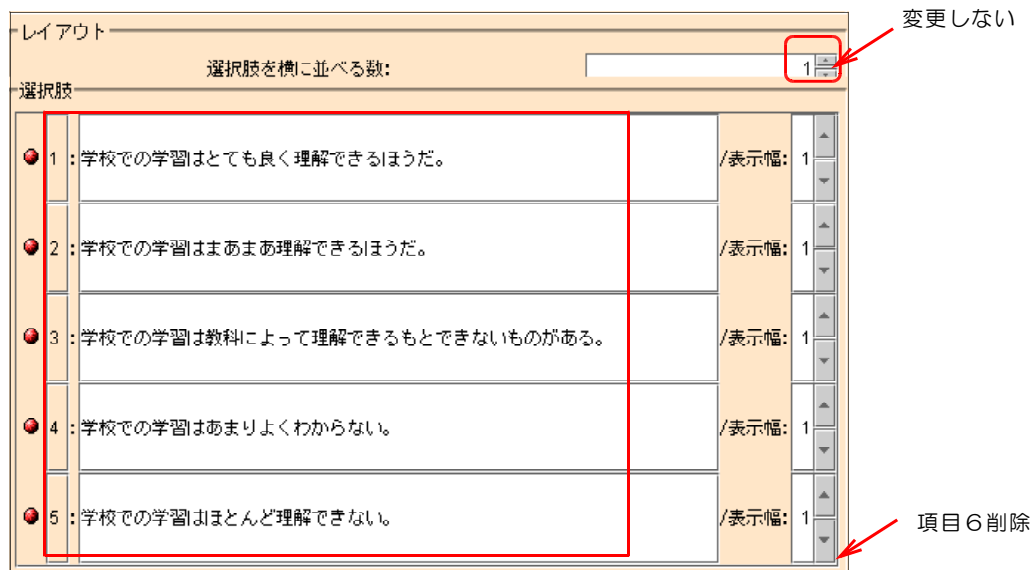 変更しない
レイアウト
選択肢を横に並べる数: 1
選択肢
1 : 学校での学習はとても良く理解できるほうだ。 /表示幅: 1
2 : 学校での学習はまあまあ理解できるほうだ。 /表示幅: 1
3 : 学校での学習は教科によって理解できるもとできないものがある。 /表示幅: 1
4 : 学校での学習はあまりよくわからない。 /表示幅: 1
5 : 学校での学習はほとんど理解できない。 /表示幅: 1
項目６削除